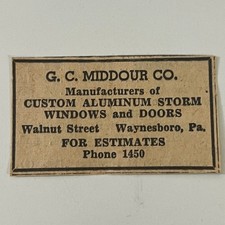 G. C. MIDDOUR CO.
Manufacturers of
CUSTOM ALUMINUM STORM
WINDOWS and DOORS
Walnut Street Waynesboro, Pa.
FOR ESTIMATES
Phone 1450